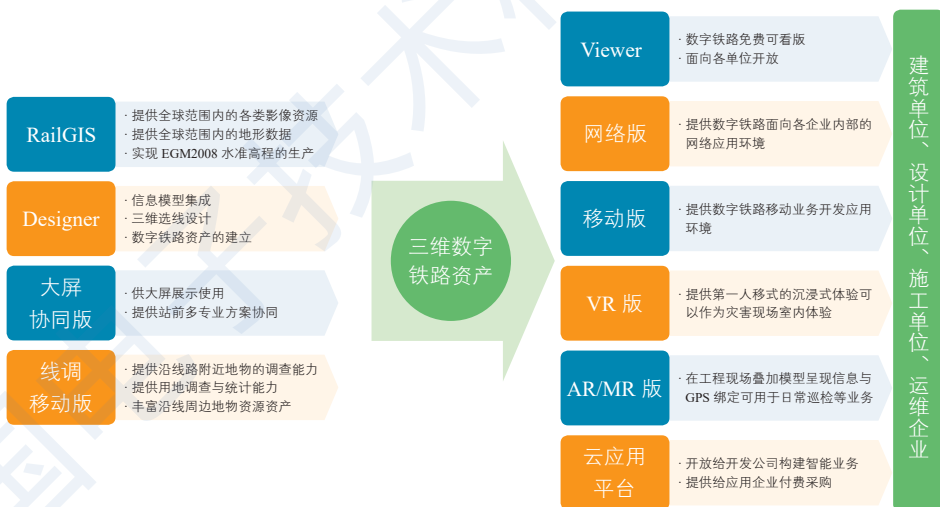 RailGIS
· 提供全球范围内的各类影像资源
· 提供全球范围内的地形数据
· 实现 EGM2008 水准高程的生产
Designer
· 信息模型集成
· 三维选线设计
· 数字铁路资产的建立
大屏
协同版
· 供大屏展示使用
· 提供站前多专业方案协同
线调
移动版
· 提供沿线路附近地物的调查能力
· 提供用地调查与统计能力
· 丰富沿线周边地物资源资产
三维数字
铁路资产
Viewer
· 数字铁路免费可看版
· 面向各单位开放
网络版
· 提供数字铁路面向各企业内部的
网络应用环境
移动版
· 提供数字铁路移动业务开发应用
环境
VR 版
· 提供第一人移式的沉浸式体验可
以作为灾害现场室内体验
AR/MR 版
· 在工程现场叠加模型呈现信息与
GPS 绑定可用于日常巡检等业务
云应用
平台
· 开放给开发公司构建智能业务
· 提供给应用企业付费采购
建筑单位、设计单位、施工单位、运维企业